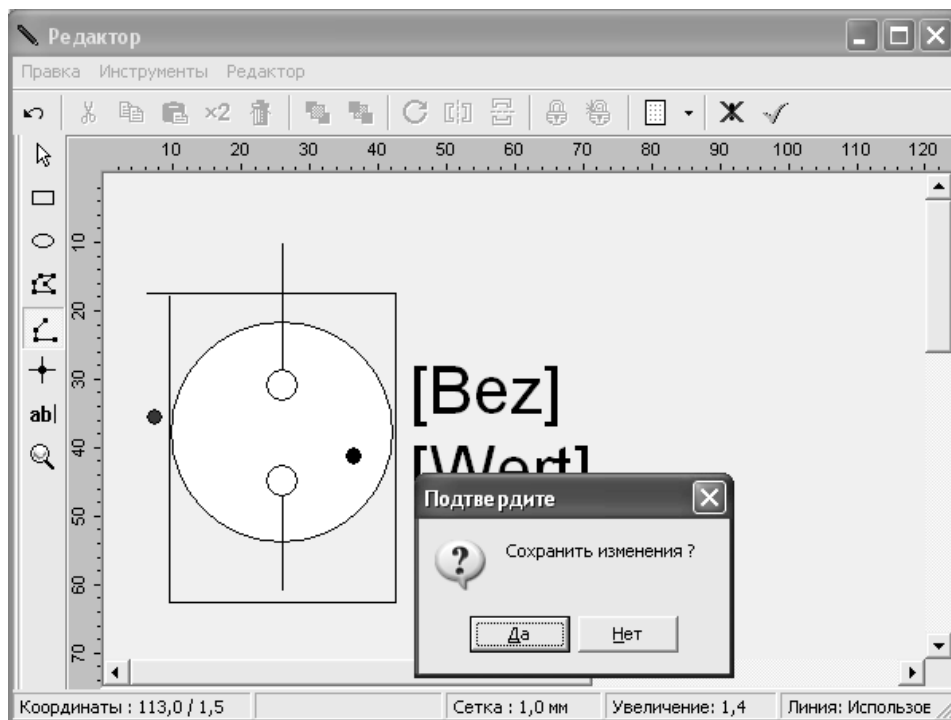 Редактор
Правка Инструменты Редактор
×2
10 20 30 40 50 60 70 80 90 100 110 120
10
20
30
40
50
60
70
ab|
[Bez]
[Wert]
Подтвердите
?
Сохранить изменения ?
Да Нет
Координаты : 113,0 / 1,5 Сетка : 1,0 мм Увеличение: 1,4 Линия: Использов